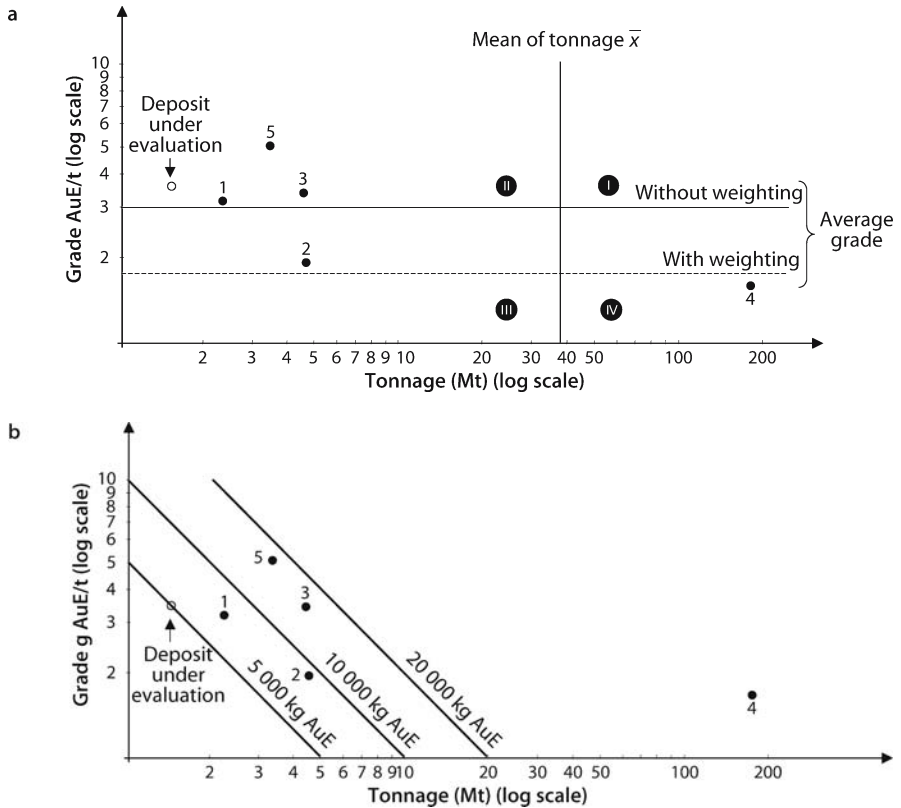 a
Mean of tonnage x̄
Grade AuE/t (log scale)
10
9
8
7
6
5
4
3
2
Deposit
under
evaluation
5
1
3
2
II
I
Without weighting
Average
grade
With weighting
4
III
IV
2 3 4 5 6 7 8 9 10 20 30 40 50 100 200
Tonnage (Mt) (log scale)
b
Grade g AuE/t (log scale)
10
9
8
7
6
5
4
3
2
5
3
1
2
4
Deposit
under
evaluation
5 000 kg AuE
10 000 kg AuE
20 000 kg AuE
2 3 4 5 6 7 8 9 10 20 30 40 50 100 200
Tonnage (Mt) (log scale)